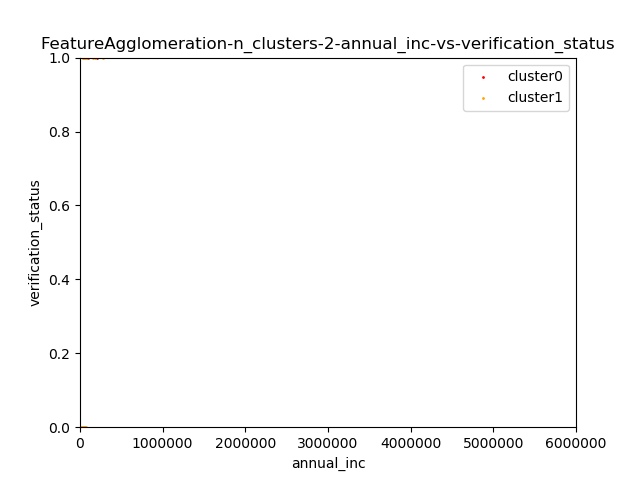 FeatureAgglomeration-n_clusters-2-annual_inc-vs-verification_status
1.0
cluster0
cluster1
0.8
0.6
verification_status
0.4
0.2
0.0
0 1000000 2000000 3000000 4000000 5000000 6000000
annual_inc